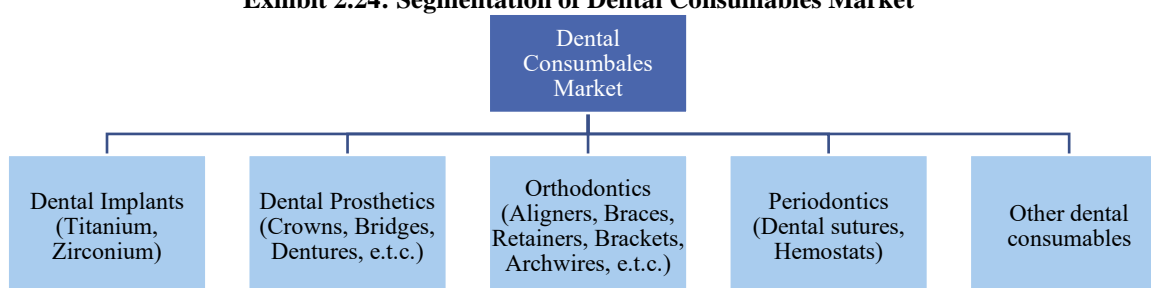 Exhibit 2.24: Segmentation of Dental Consumables Market
Dental
Consumbales
Market
Dental Implants
(Titanium,
Zirconium)
Dental Prosthetics
(Crowns, Bridges,
Dentures, e.t.c.)
Orthodontics
(Aligners, Braces,
Retainers, Brackets,
Archwires, e.t.c.)
Periodontics
(Dental sutures,
Hemostats)
Other dental
consumables